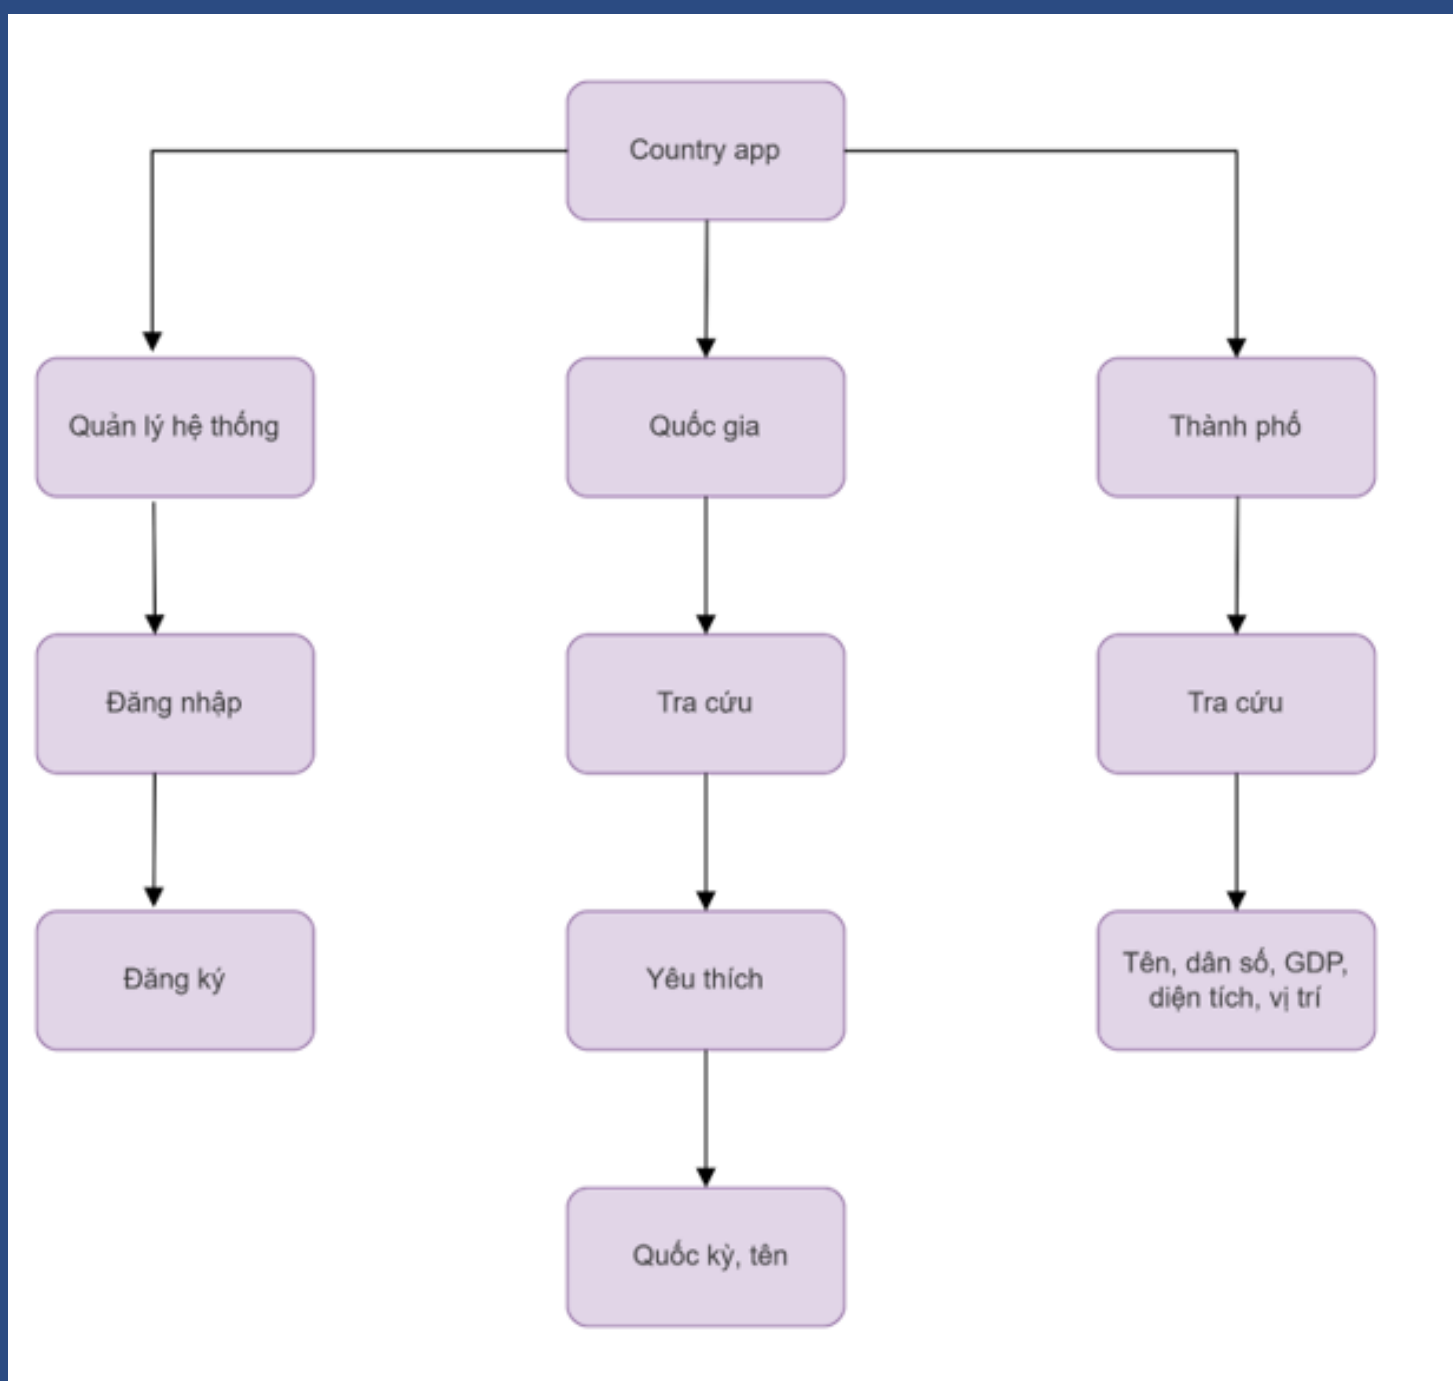 Country app
Quản lý hệ thống
Quốc gia
Thành phố
Đăng nhập
Tra cứu
Tra cứu
Đăng ký
Yêu thích
Tên, dân số, GDP,
diện tích, vị trí
Quốc kỳ, tên